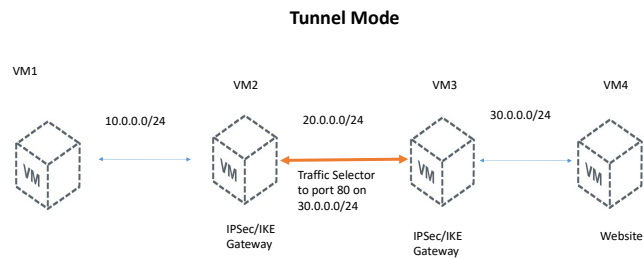 Tunnel Mode
VM1
VM2
VM3
VM4
10.0.0.0/24
20.0.0.0/24
30.0.0.0/24
VM
VM
VM
VM
Traffic Selector
to port 80 on
30.0.0.0/24
IPSec/IKE
Gateway
IPSec/IKE
Gateway
Website